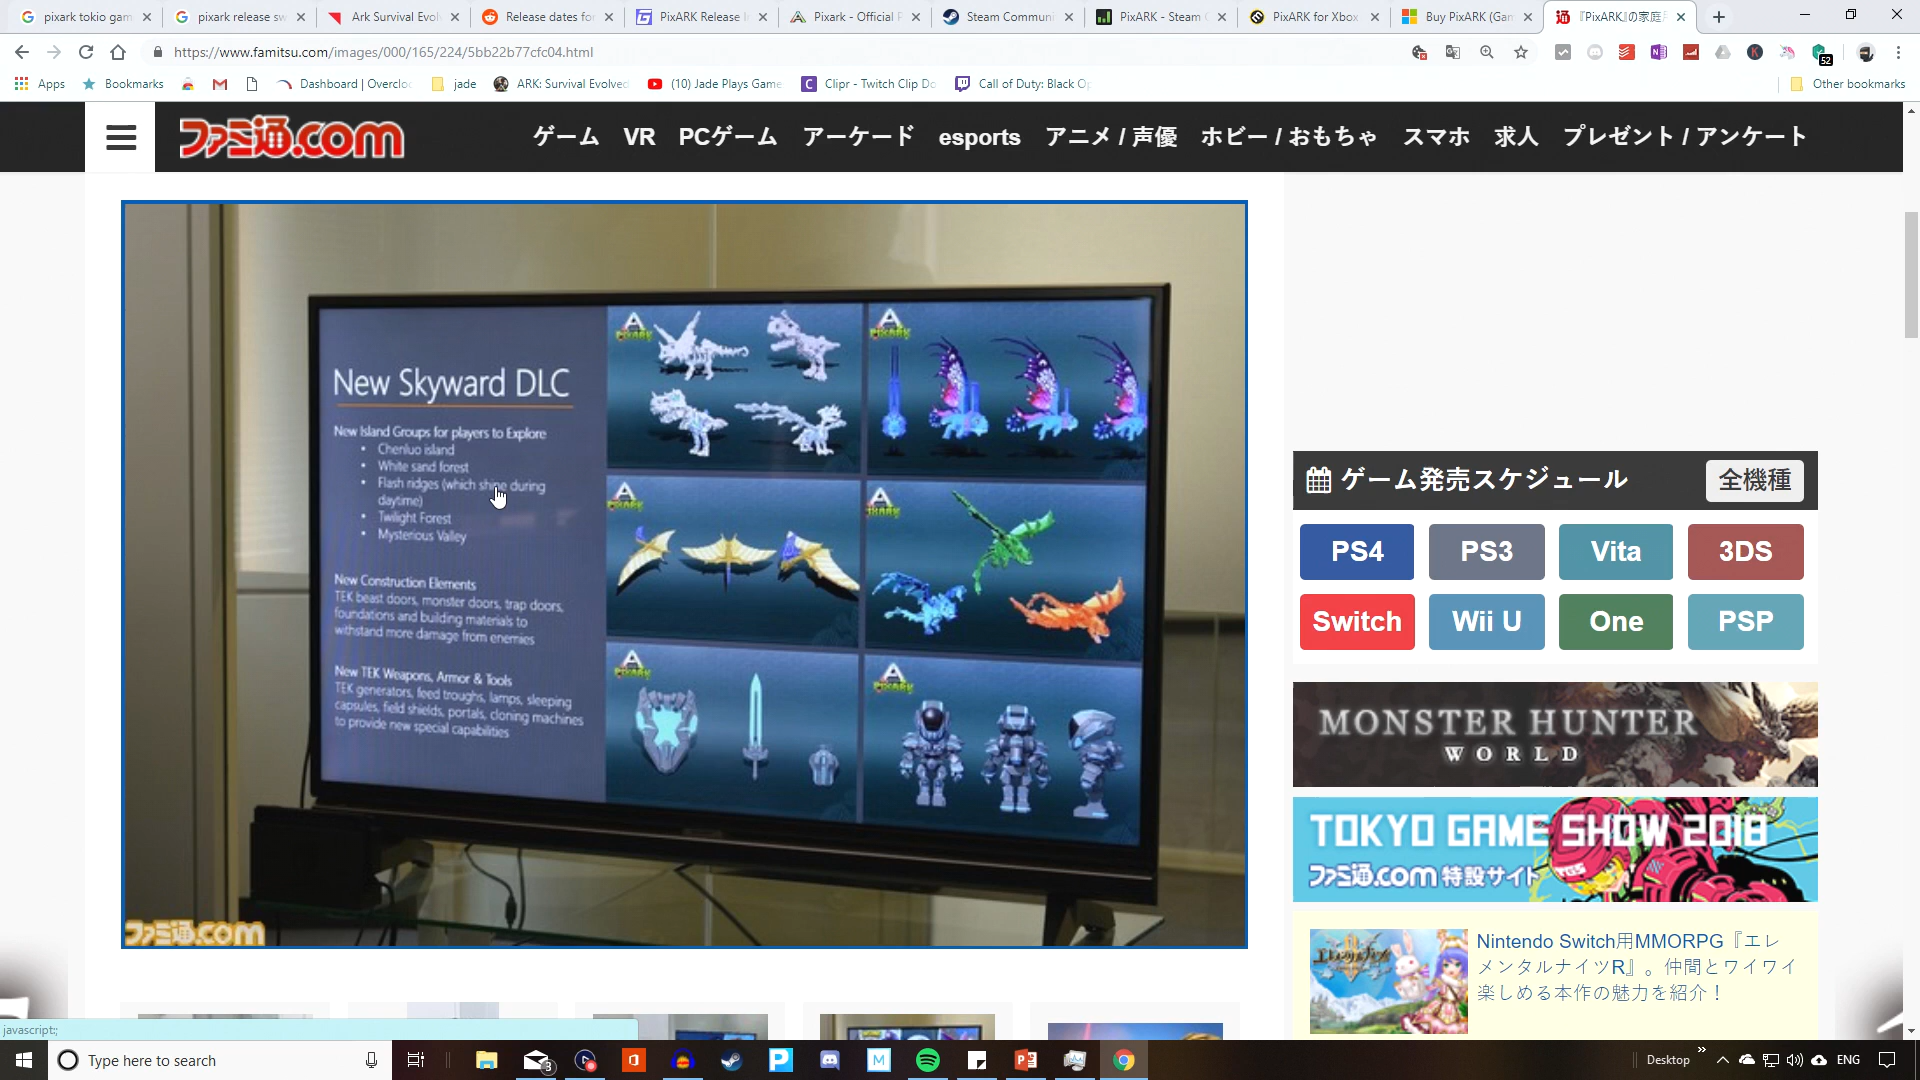 pixark tokio gam
pixark release sw
Ark Survival Evol
Release dates for
PixARK Release I
Pixark - Official P
Steam Commun
PixARK - Steam C
PixARK for Xbox
Buy PixARK (Gam
『PixARK』の家庭
https://www.famitsu.com/images/000/165/224/5bb22b77cfc04.html
52
Apps
Bookmarks
Dashboard | Overcloc
jade
ARK: Survival Evolved
(10) Jade Plays Game
Clipr - Twitch Clip Do
Call of Duty: Black Op
Other bookmarks
ファミ通.com
ゲーム VR PCゲーム アーケード esports アニメ / 声優 ホビー / おもちゃ スマホ 求人 プレゼント / アンケート
New Skyward DLC
New Island Groups for players to Explore
• Chenluo island
• White sand forest
• Flash ridges (which shine during
daytime)
• Twilight Forest
• Mysterious Valley
New Construction Elements
TEK beast doors, monster doors, trap doors,
foundations and building materials to
withstand more damage from enemies
New TEK Weapons, Armor & Tools
TEK generators, feed troughs, lamps, sleeping
capsules, field shields, portals, cloning machines
to provide new special capabilities
PIXARK
PIXARK
PIXARK
PIXARK
PIXARK
PIXARK
ファミ通.com
ゲーム発売スケジュール 全機種
PS4 PS3 Vita 3DS
Switch Wii U One PSP
MONSTER HUNTER
WORLD
TOKYO GAME SHOW 2018
ファミ通.com 特設サイト
TGS
Nintendo Switch用MMORPG『エレ
メンタルナイツR』。仲間とワイワイ
楽しめる本作の魅力を紹介！
javascript:;
Type here to search
3
Desktop
ENG